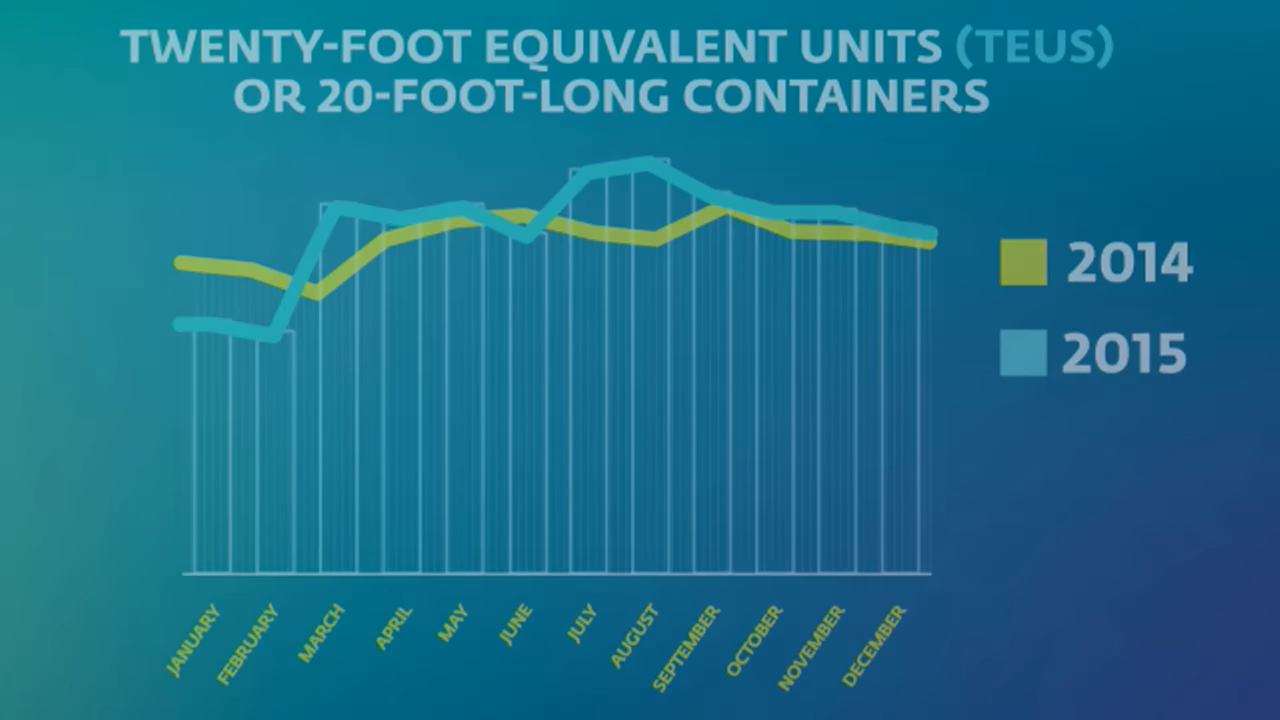 TWENTY-FOOT EQUIVALENT UNITS (TEUS)
OR 20-FOOT-LONG CONTAINERS
2014
2015
JANUARY
FEBRUARY
MARCH
APRIL
MAY
JUNE
JULY
AUGUST
SEPTEMBER
OCTOBER
NOVEMBER
DECEMBER